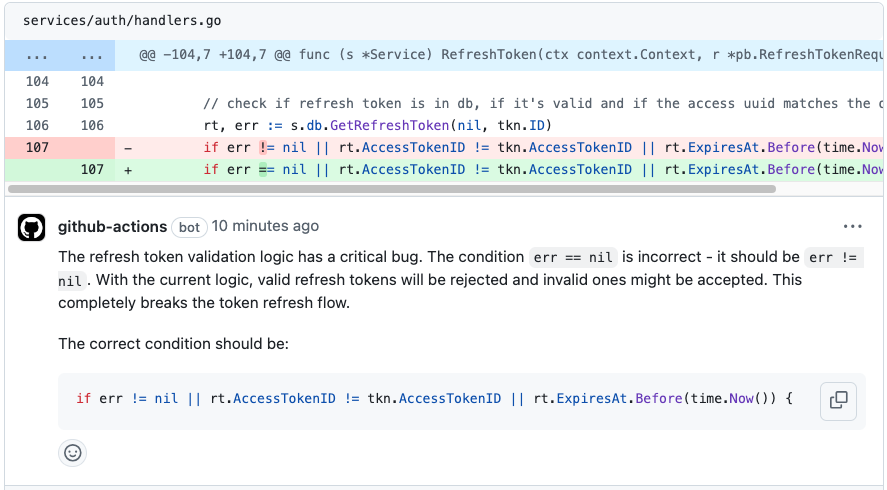 services/auth/handlers.go
... ... @@ -104,7 +104,7 @@ func (s *Service) RefreshToken(ctx context.Context, r *pb.RefreshTokenRequ
104 104
105 105 // check if refresh token is in db, if it's valid and if the access uuid matches the
106 106 rt, err := s.db.GetRefreshToken(nil, tkn.ID)
107 - if err != nil || rt.AccessTokenID != tkn.AccessTokenID || rt.ExpiresAt.Before(time.Now
107 + if err == nil || rt.AccessTokenID != tkn.AccessTokenID || rt.ExpiresAt.Before(time.Now
github-actions bot 10 minutes ago ...
The refresh token validation logic has a critical bug. The condition err == nil is incorrect - it should be err !=
nil. With the current logic, valid refresh tokens will be rejected and invalid ones might be accepted. This
completely breaks the token refresh flow.
The correct condition should be:
if err != nil || rt.AccessTokenID != tkn.AccessTokenID || rt.ExpiresAt.Before(time.Now()) {